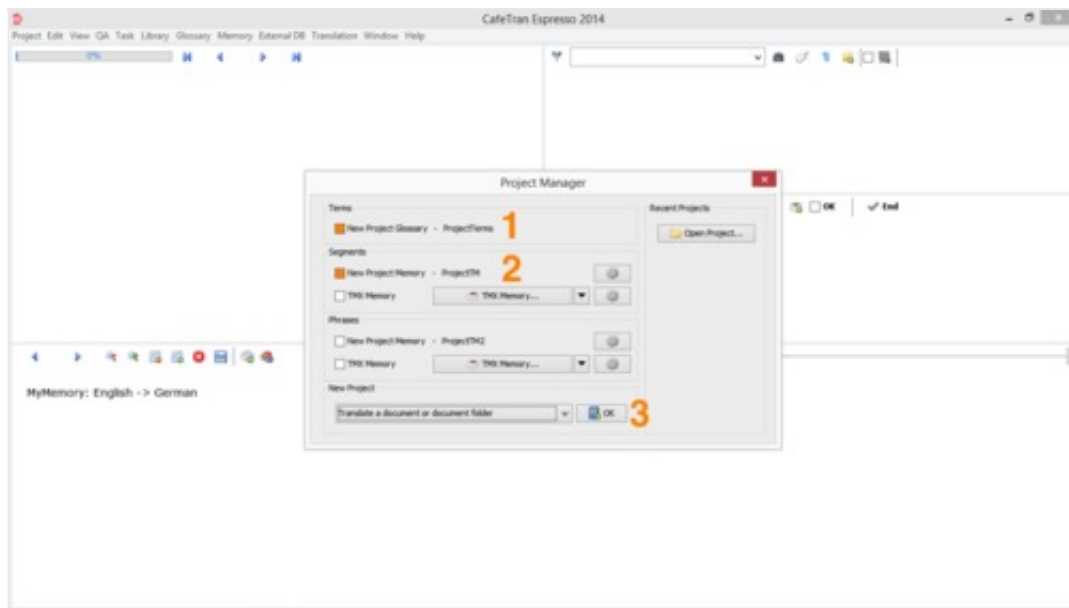 CafeTran Espresso 2014
Project Edit View QA Task Library Glossary Memory External DB Translation Window Help
0%
Project Manager
Terms
New Project Glossary - ProjectTerms 1
Recent Projects
Open Project...
Segments
New Project Memory - ProjectTM 2
TMX Memory TMX Memory...
Phrases
New Project Memory - ProjectTM2
TMX Memory TMX Memory...
New Project
Translate a document or document folder OK 3
OK End
MyMemory: English -> German